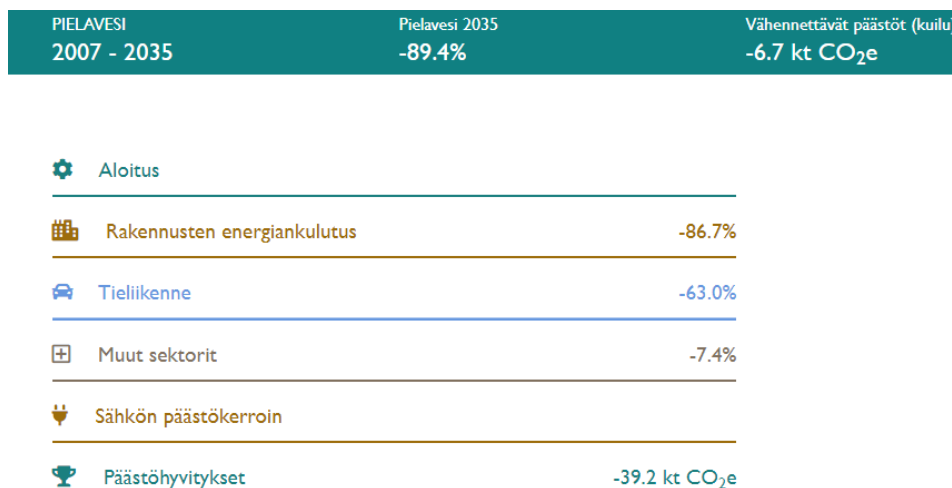 PIELAVESI
2007 - 2035
Pielavesi 2035
-89.4%
Vähennettävät päästöt (kuilu)
-6.7 kt CO₂e
Aloitus
Rakennusten energiankulutus -86.7%
Tieliikenne -63.0%
Muut sektorit -7.4%
Sähkön päästökerroin
Päästöhyvitykset -39.2 kt CO₂e